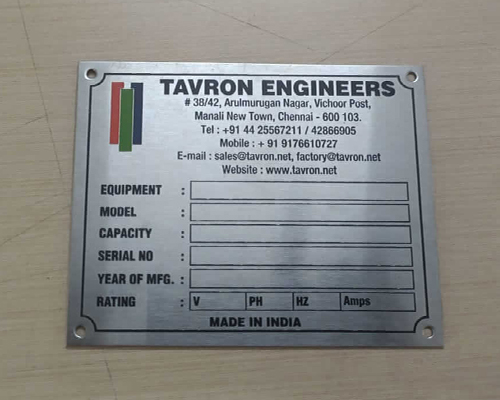 TAVRON ENGINEERS
# 38/42, Arulmurugan Nagar, Vichoor Post,
Manali New Town, Chennai - 600 103.
Tel : +91 44 25567211 / 42866905
Mobile : + 91 9176610727
E-mail : sales@tavron.net, factory@tavron.net
Website : www.tavron.net
EQUIPMENT :
MODEL :
CAPACITY :
SERIAL NO :
YEAR OF MFG. :
RATING : V PH HZ Amps
MADE IN INDIA